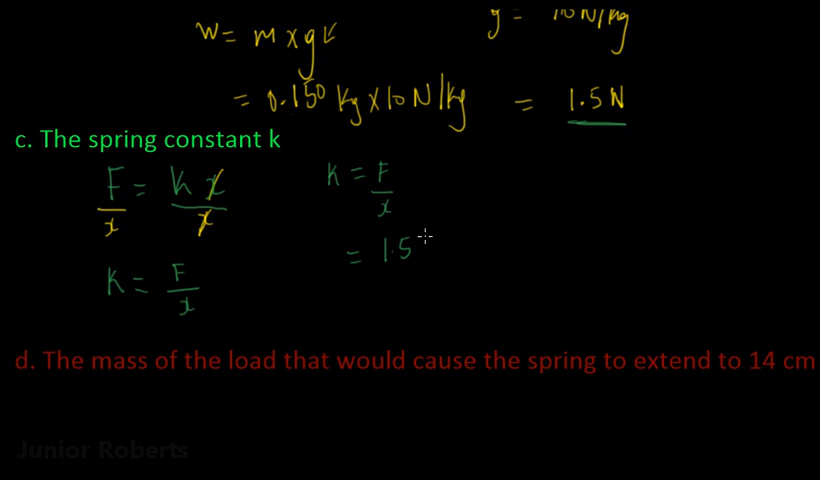 W = m x g
g = 10 N/kg
= 0.150 kg x 10 N/kg = 1.5 N
c. The spring constant k
F/x = k x/x
K = F/x
= 1.5
K = F/x
d. The mass of the load that would cause the spring to extend to 14 cm
Junior Roberts